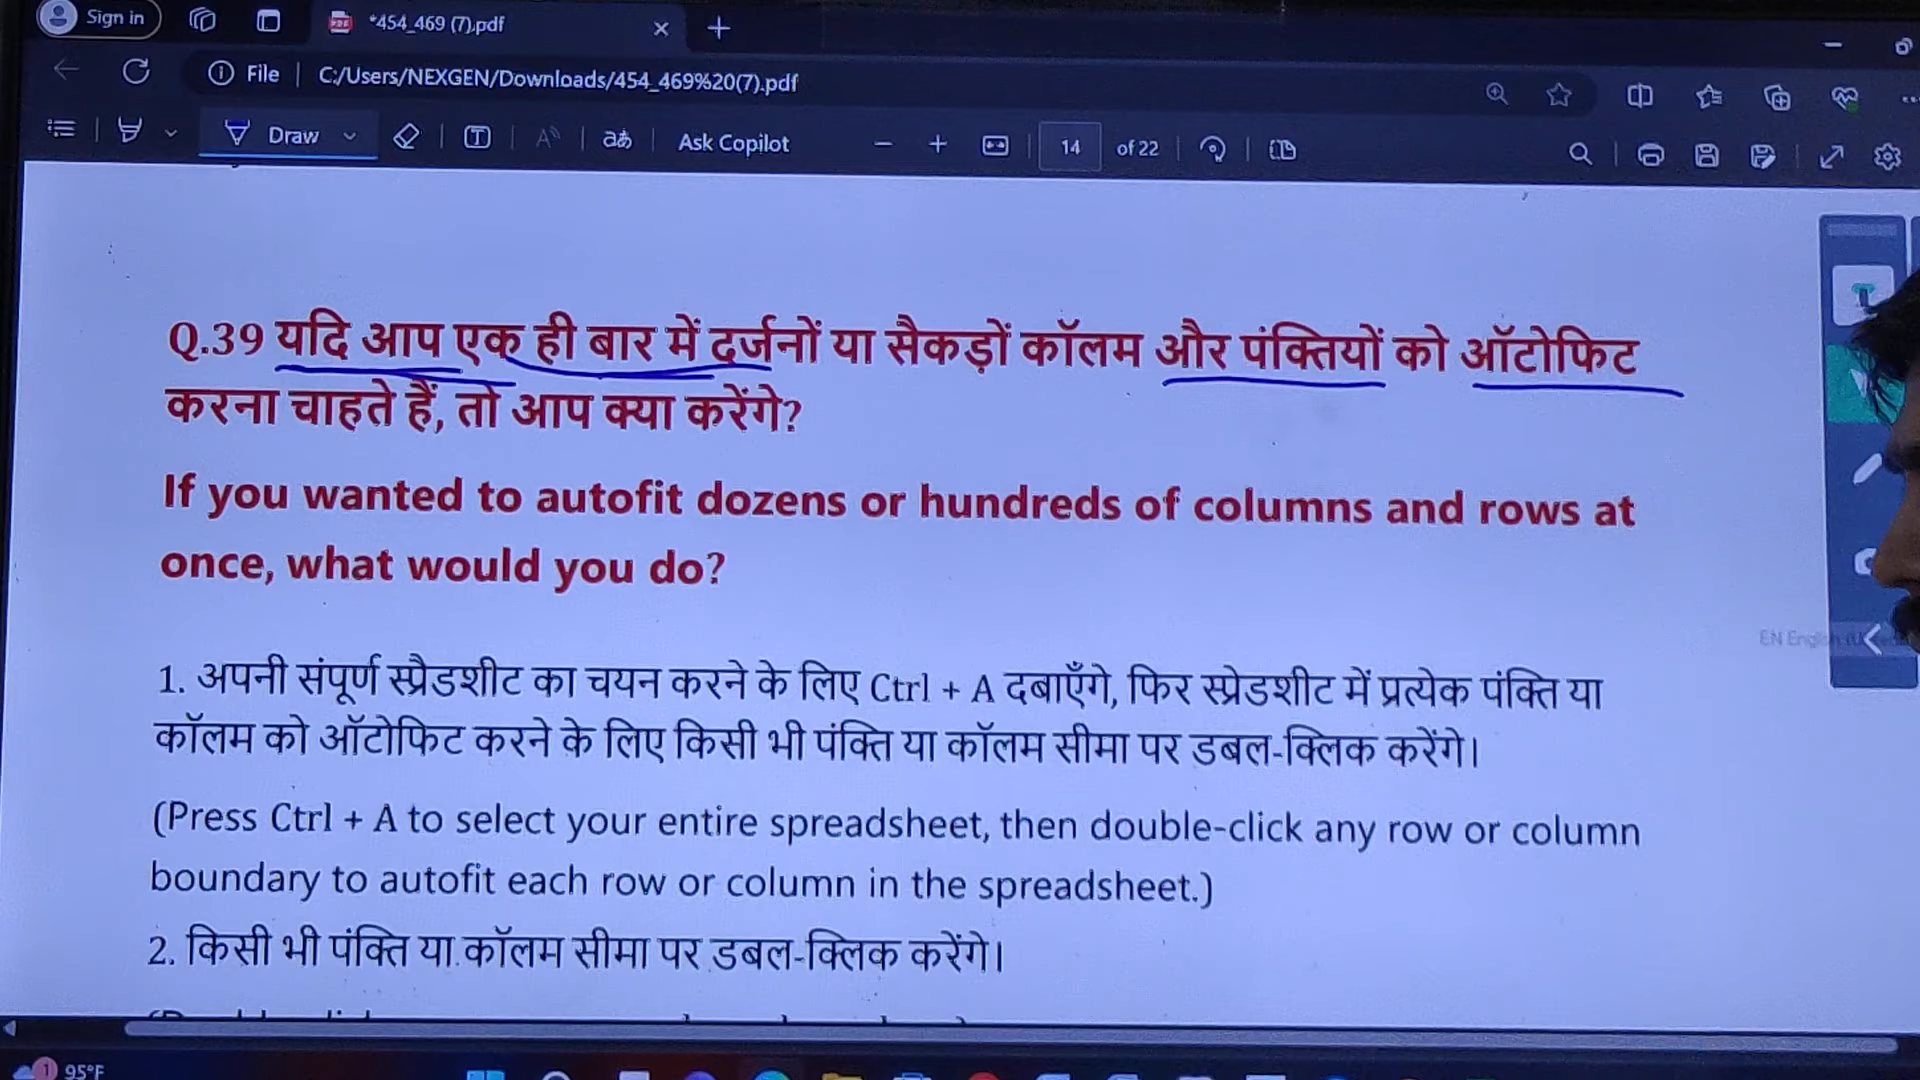 Sign in
*454_469 (7).pdf
File
C:/Users/NEXGEN/Downloads/454_469%20(7).pdf
Draw
Ask Copilot
14
of 22
Q.39 यदि आप एक ही बार में दर्जनों या सैकड़ों कॉलम और पंक्तियों को ऑटोफिट
करना चाहते हैं, तो आप क्या करेंगे?
If you wanted to autofit dozens or hundreds of columns and rows at
once, what would you do?
EN English
1. अपनी संपूर्ण स्प्रैडशीट का चयन करने के लिए Ctrl + A दबाएँगे, फिर स्प्रेडशीट में प्रत्येक पंक्ति या
कॉलम को ऑटोफिट करने के लिए किसी भी पंक्ति या कॉलम सीमा पर डबल-क्लिक करेंगे।
(Press Ctrl + A to select your entire spreadsheet, then double-click any row or column
boundary to autofit each row or column in the spreadsheet.)
2. किसी भी पंक्ति या कॉलम सीमा पर डबल-क्लिक करेंगे।
1
95°F